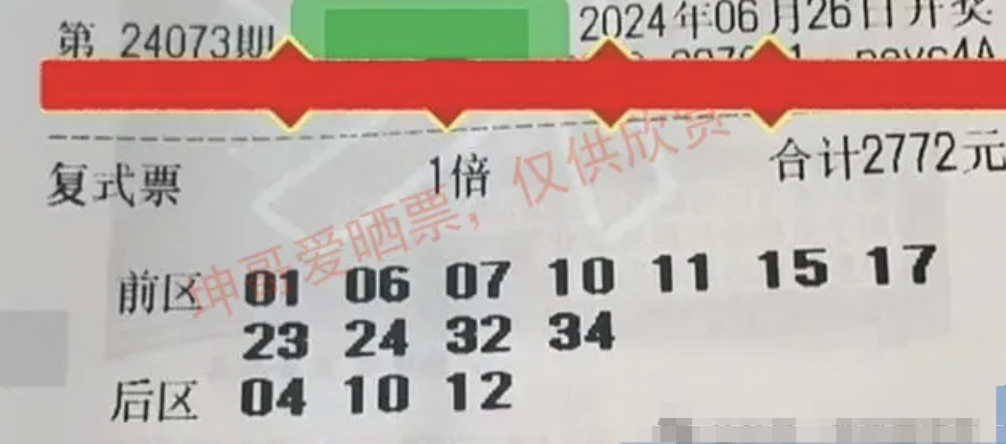 第 24073期
2024年06月26日开奖
复式票 1倍 合计2772元
坤哥爱晒票，仅供欣赏
前区 01 06 07 10 11 15 17
23 24 32 34
后区 04 10 12